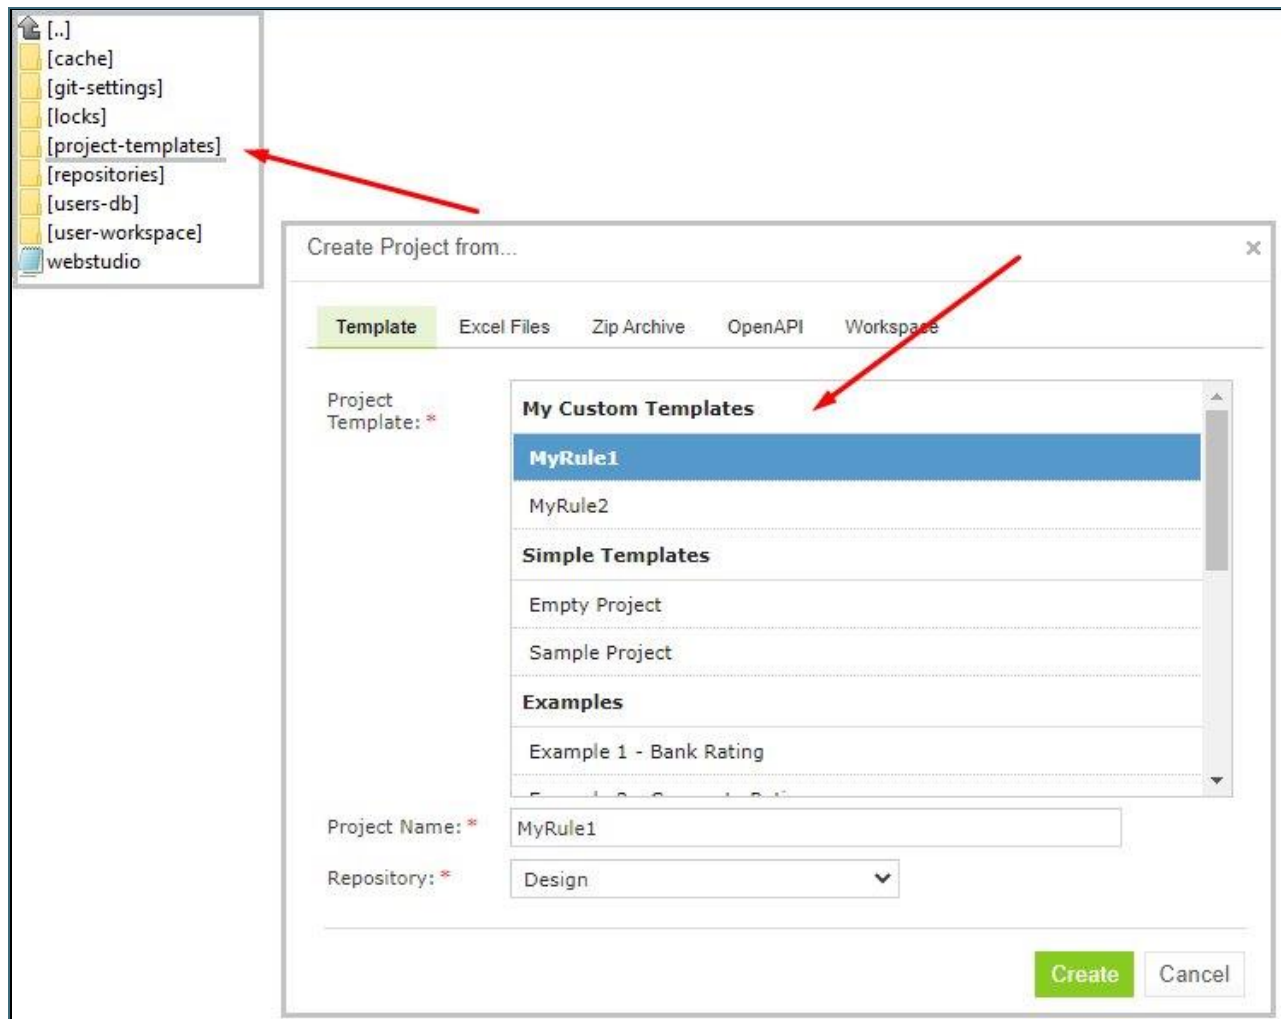 [..]
[cache]
[git-settings]
[locks]
[project-templates]
[repositories]
[users-db]
[user-workspace]
webstudio
Create Project from...
Template Excel Files Zip Archive OpenAPI Workspace
Project
Template: *
My Custom Templates
MyRule1
MyRule2
Simple Templates
Empty Project
Sample Project
Examples
Example 1 - Bank Rating
Project Name: * MyRule1
Repository: * Design
Create Cancel